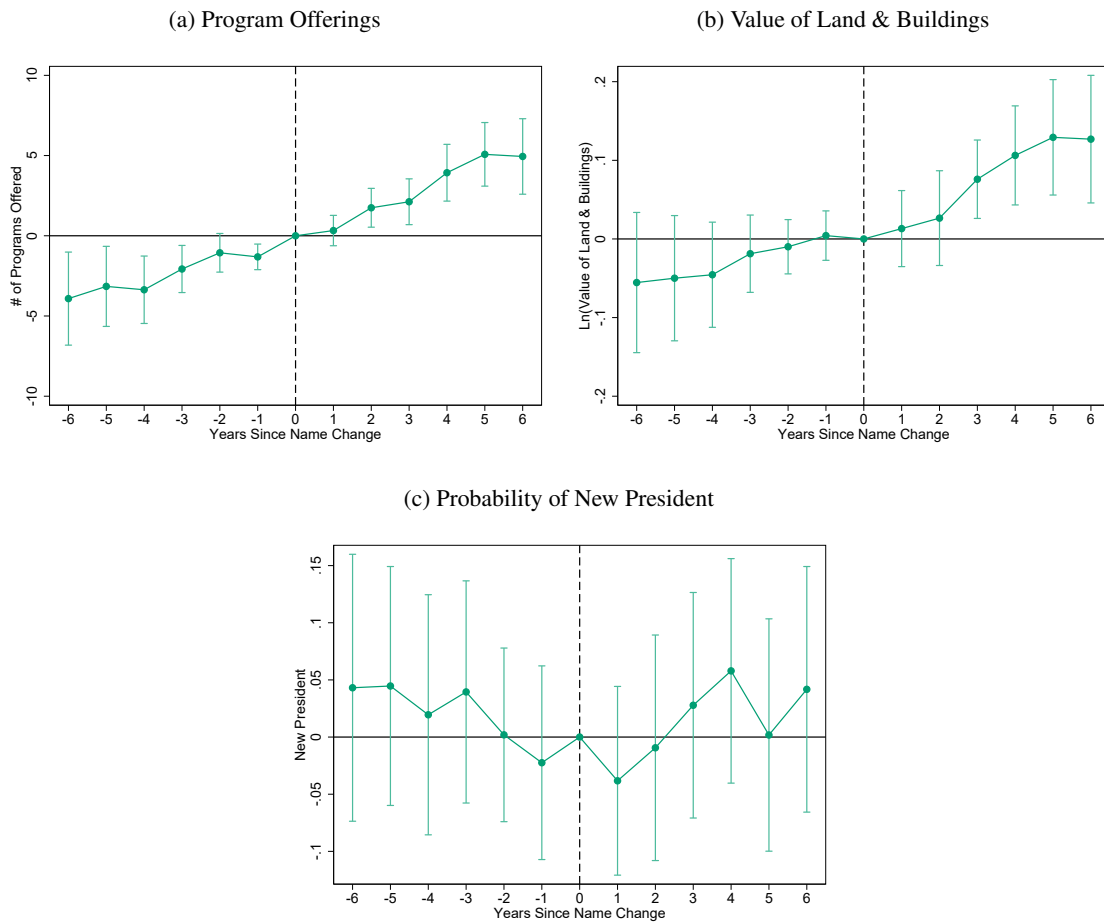 (a) Program Offerings
# of Programs Offered
10
5
0
-5
-10
-6 -5 -4 -3 -2 -1 0 1 2 3 4 5 6
Years Since Name Change
(b) Value of Land & Buildings
Ln(Value of Land & Buildings)
.2
.1
0
-.1
-.2
-6 -5 -4 -3 -2 -1 0 1 2 3 4 5 6
Years Since Name Change
(c) Probability of New President
New President
.15
.1
.05
0
-.05
-.1
-6 -5 -4 -3 -2 -1 0 1 2 3 4 5 6
Years Since Name Change